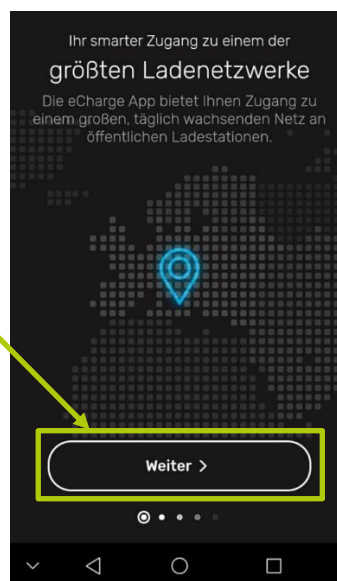 Ihr smarter Zugang zu einem der
größten Ladenetzwerke
Die eCharge App bietet Ihnen Zugang zu
einem großen, täglich wachsenden Netz an
öffentlichen Ladestationen.
Weiter >